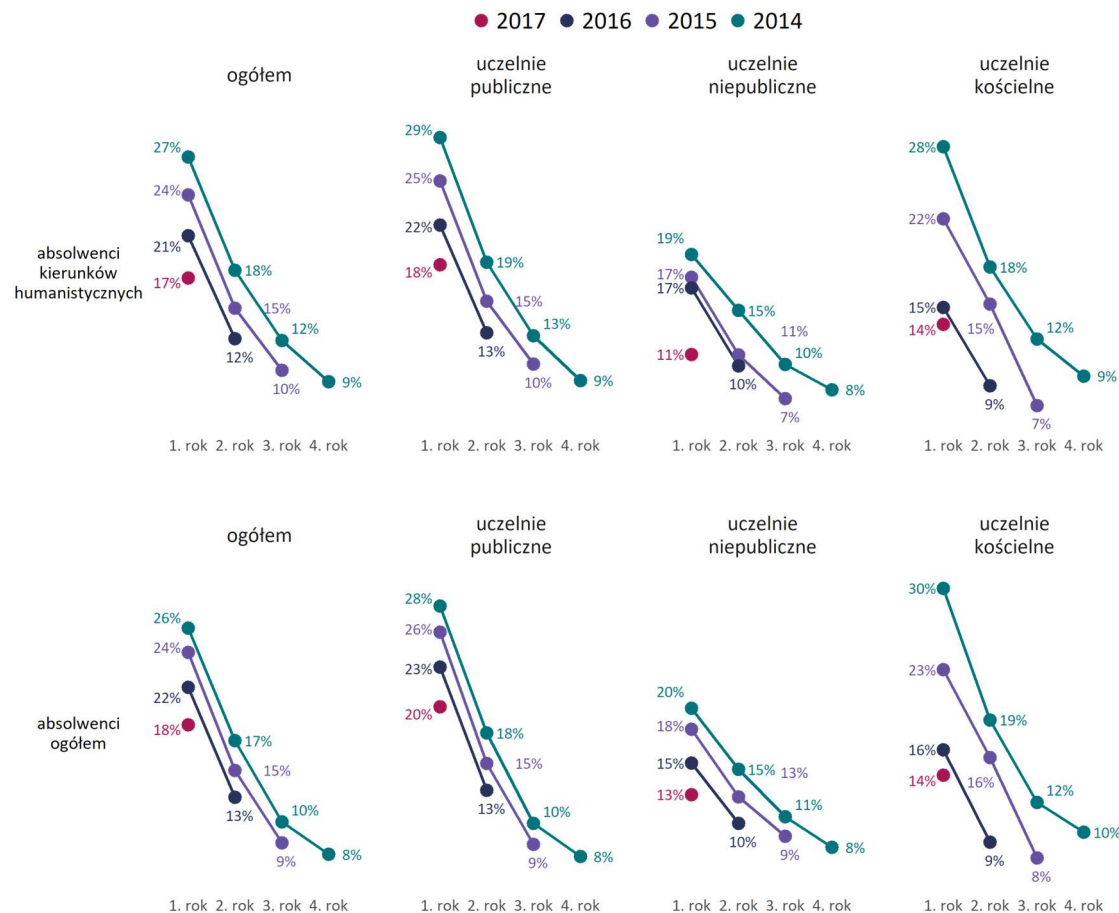 2017 2016 2015 2014
ogółem
uczelnie
publiczne
uczelnie
niepubliczne
uczelnie
kościelne
absolwenci
kierunków
humanistycznych
27%
24%
21%
17%
18%
15%
12%
12%
10%
9%
29%
25%
22%
18%
19%
15%
13%
13%
10%
9%
19%
17%
17%
11%
15%
11%
10%
10%
7%
8%
28%
22%
15%
14%
18%
15%
9%
12%
7%
9%
1. rok 2. rok 3. rok 4. rok
1. rok 2. rok 3. rok 4. rok
1. rok 2. rok 3. rok 4. rok
1. rok 2. rok 3. rok 4. rok
ogółem
uczelnie
publiczne
uczelnie
niepubliczne
uczelnie
kościelne
absolwenci
ogółem
26%
24%
22%
18%
17%
15%
13%
10%
9%
8%
28%
26%
23%
20%
18%
15%
13%
10%
9%
8%
20%
18%
15%
13%
15%
13%
10%
11%
9%
8%
30%
23%
16%
14%
19%
16%
9%
12%
8%
10%
1. rok 2. rok 3. rok 4. rok
1. rok 2. rok 3. rok 4. rok
1. rok 2. rok 3. rok 4. rok
1. rok 2. rok 3. rok 4. rok